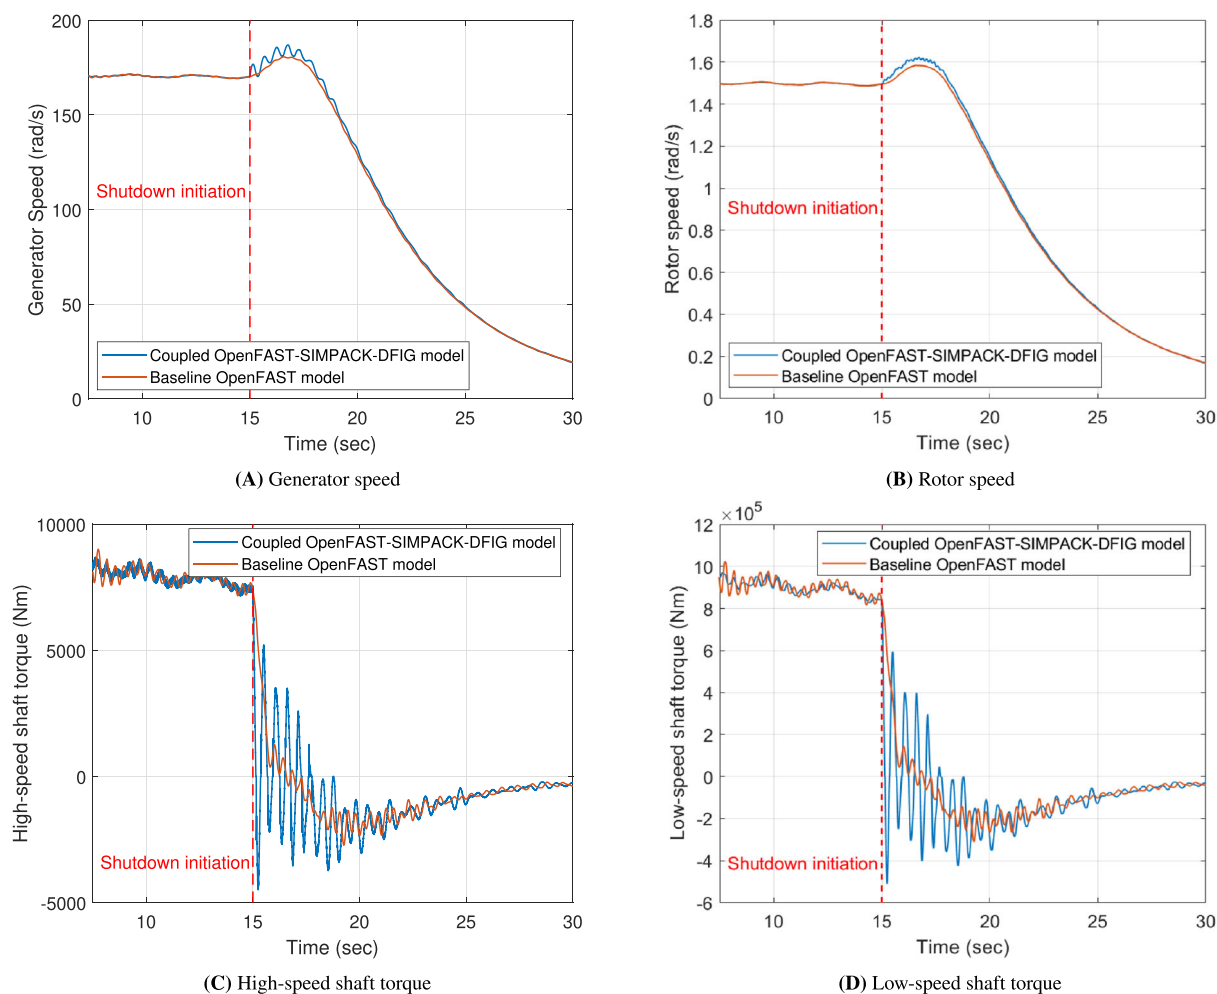 200
150
100
50
0
10
15
20
25
30
Generator Speed (rad/s)
Time (sec)
Shutdown initiation
Coupled OpenFAST-SIMPACK-DFIG model
Baseline OpenFAST model
(A) Generator speed
1.8
1.6
1.4
1.2
1
0.8
0.6
0.4
0.2
0
10
15
20
25
30
Rotor speed (rad/s)
Time (sec)
Shutdown initiation
Coupled OpenFAST-SIMPACK-DFIG model
Baseline OpenFAST model
(B) Rotor speed
10000
5000
0
-5000
10
15
20
25
30
High-speed shaft torque (Nm)
Time (sec)
Shutdown initiation
Coupled OpenFAST-SIMPACK-DFIG model
Baseline OpenFAST model
(C) High-speed shaft torque
×10⁵
12
10
8
6
4
2
0
-2
-4
-6
10
15
20
25
30
Low-speed shaft torque (Nm)
Time (sec)
Shutdown initiation
Coupled OpenFAST-SIMPACK-DFIG model
Baseline OpenFAST model
(D) Low-speed shaft torque